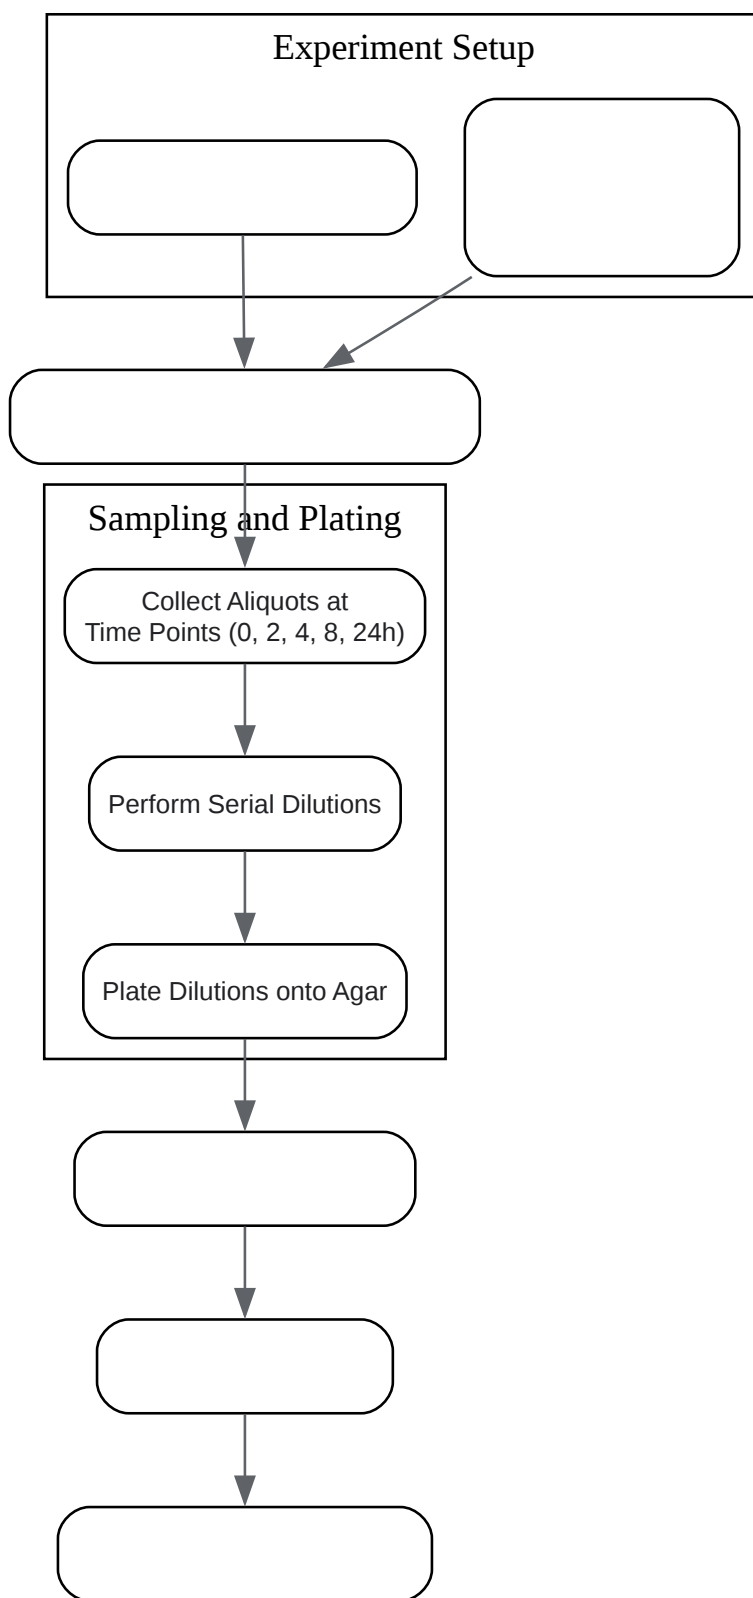 Experiment Setup
Sampling and Plating
Collect Aliquots at
Time Points (0, 2, 4, 8, 24h)
Perform Serial Dilutions
Plate Dilutions onto Agar